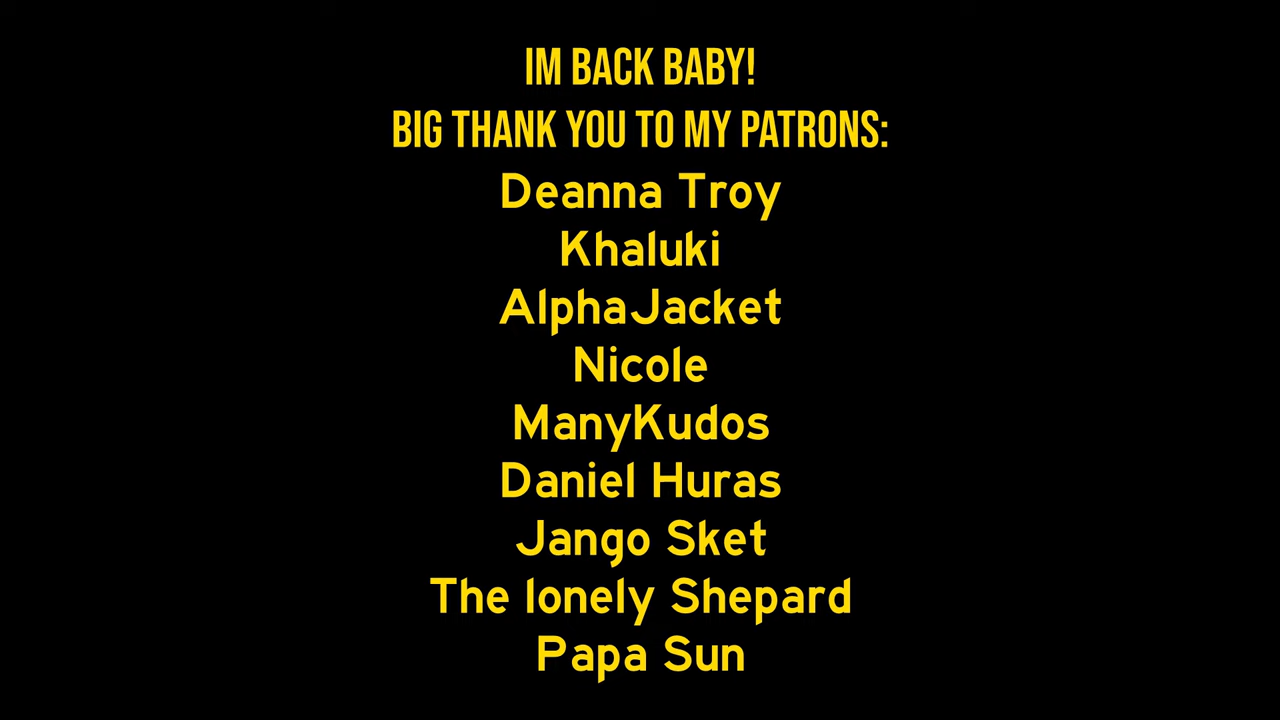 IM BACK BABY!
BIG THANK YOU TO MY PATRONS:
Deanna Troy
Khaluki
AlphaJacket
Nicole
ManyKudos
Daniel Huras
Jango Sket
The lonely Shepard
Papa Sun